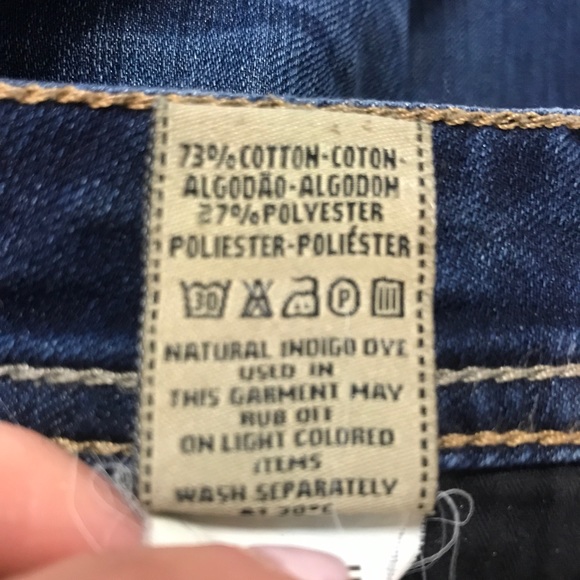 73% COTTON-COTON-
ALGODÃO-ALGODON
27% POLYESTER
POLIESTER-POLIÉSTER
30 P
NATURAL INDIGO DYE
USED IN
THIS GARMENT MAY
RUB OFF
ON LIGHT COLORED
ITEMS
WASH SEPARATELY